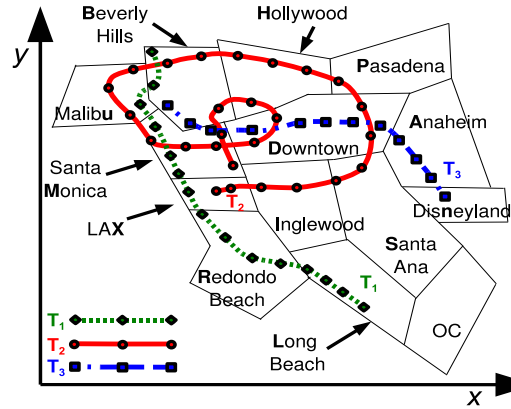 y
Beverly
Hills
Hollywood
Pasadena
Malibu
Anaheim
Downtown
Santa
Monica
T3
T2
Disneyland
LAX
Inglewood
Santa
Ana
Redondo
Beach
T1
T1
T2
T3
Long
Beach
OC
x